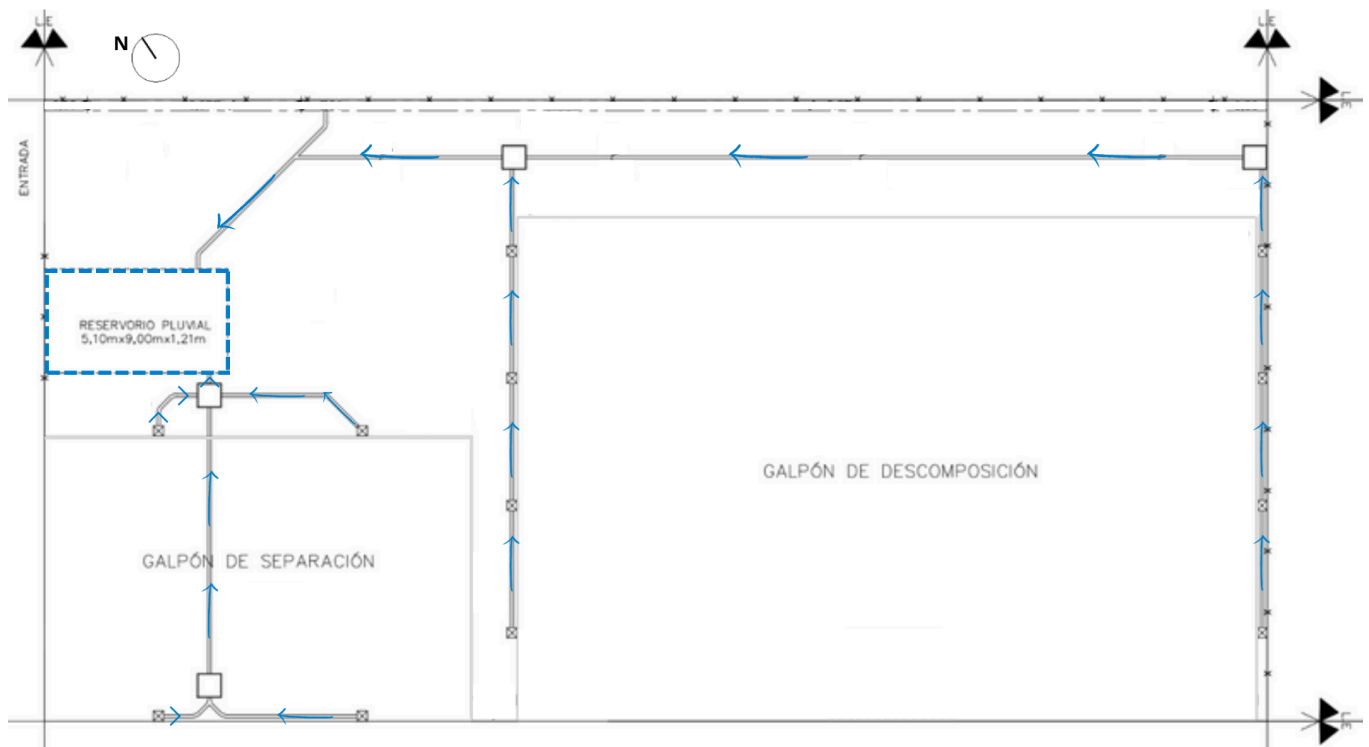 L.E
L.E
N
L.E
ENTRADA
RESERVORIO PLUVIAL
5,10mx9,00mx1,21m
GALPÓN DE DESCOMPOSICIÓN
GALPÓN DE SEPARACIÓN
L.E